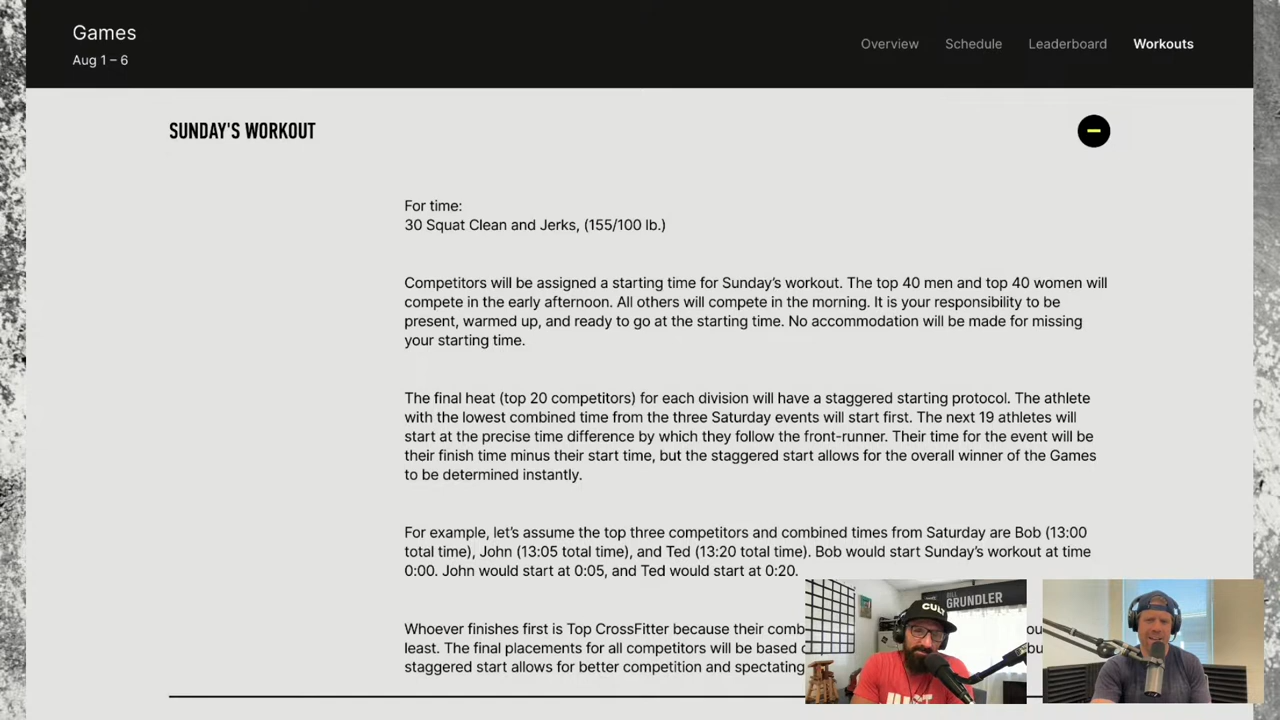 Games
Aug 1 – 6
Overview Schedule Leaderboard Workouts
SUNDAY'S WORKOUT
For time:
30 Squat Clean and Jerks, (155/100 lb.)
Competitors will be assigned a starting time for Sunday's workout. The top 40 men and top 40 women will
compete in the early afternoon. All others will compete in the morning. It is your responsibility to be
present, warmed up, and ready to go at the starting time. No accommodation will be made for missing
your starting time.
The final heat (top 20 competitors) for each division will have a staggered starting protocol. The athlete
with the lowest combined time from the three Saturday events will start first. The next 19 athletes will
start at the precise time difference by which they follow the front-runner. Their time for the event will be
their finish time minus their start time, but the staggered start allows for the overall winner of the Games
to be determined instantly.
For example, let's assume the top three competitors and combined times from Saturday are Bob (13:00
total time), John (13:05 total time), and Ted (13:20 total time). Bob would start Sunday's workout at time
0:00. John would start at 0:05, and Ted would start at 0:20.
Whoever finishes first is Top CrossFitter because their comb
least. The final placements for all competitors will be based
staggered start allows for better competition and spectating
BILL
GRUNDLER
CULT